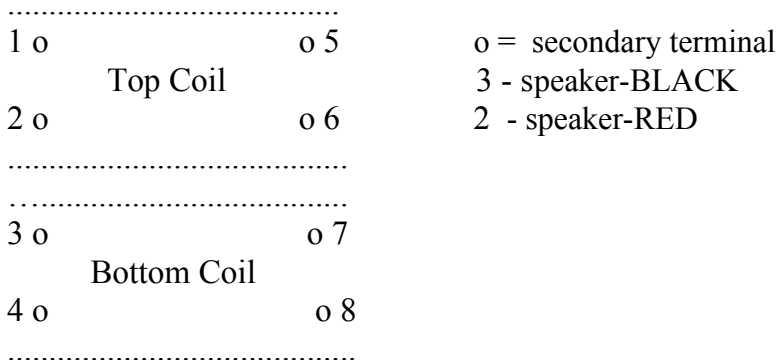 .................................
1 o o 5 o = secondary terminal
Top Coil 3 - speaker-BLACK
2 o o 6 2 - speaker-RED
..................................
….................................
3 o o 7
Bottom Coil
4 o o 8
...................................